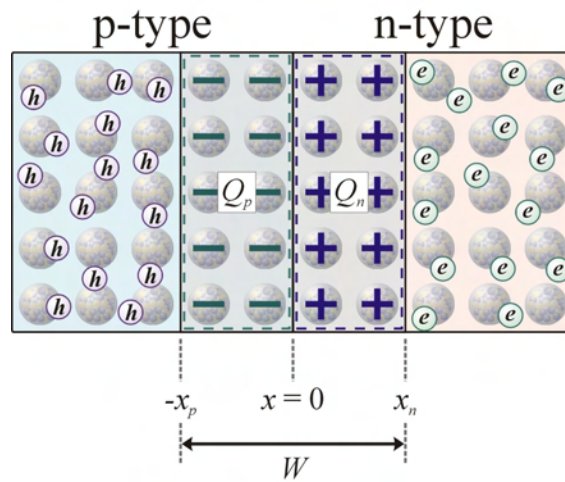 p-type n-type
h h h e e e e
h h e
h h h e e e
Qp Qn
h h e e
h h h e e
h h e e
-xp x = 0 xn
W